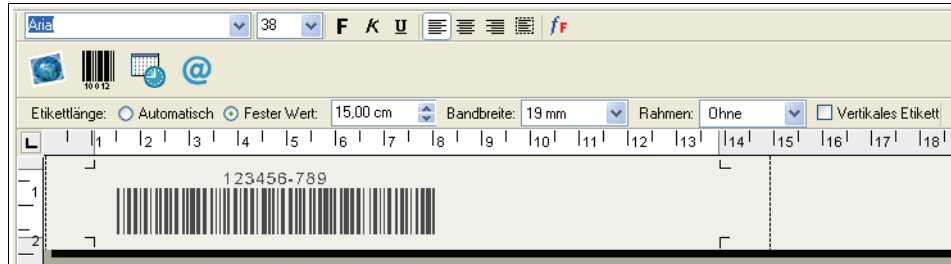 Arial 38 F K U f F
10 012 @
Etikettlänge: Automatisch Fester Wert: 15,00 cm Bandbreite: 19 mm Rahmen: Ohne Vertikales Etikett
L 1 2 3 4 5 6 7 8 9 10 11 12 13 14 15 16 17 18
123456-789
1
2